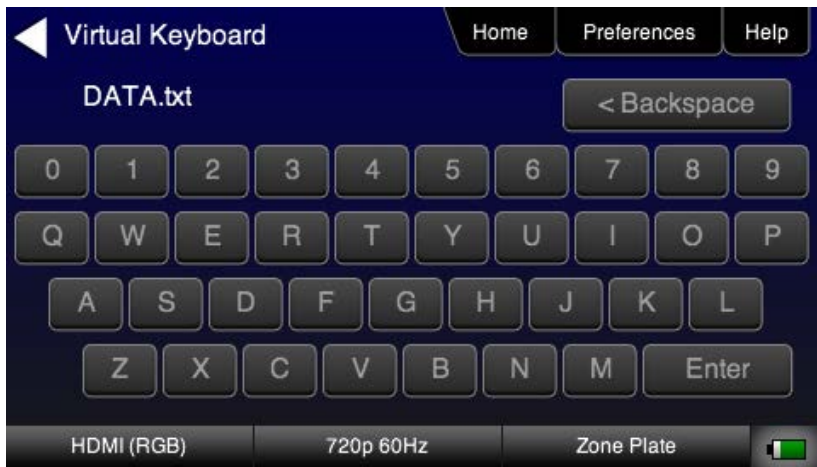 Virtual Keyboard Home Preferences Help
DATA.txt < Backspace
0 1 2 3 4 5 6 7 8 9
Q W E R T Y U I O P
A S D F G H J K L
Z X C V B N M Enter
HDMI (RGB) 720p 60Hz Zone Plate